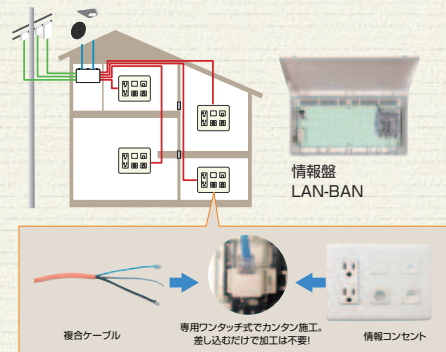 情報盤
LAN-BAN
複合ケーブル
専用ワンタッチ式でカンタン施工。
差し込むだけで加工は不要!
情報コンセント